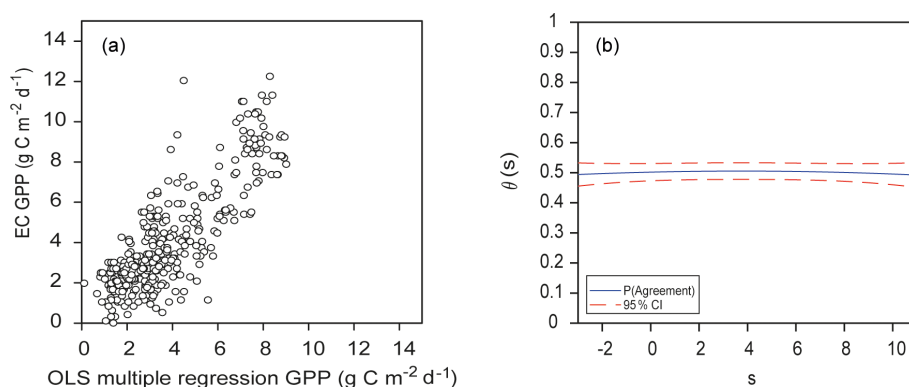 (a)
EC GPP (g C m-2 d-1)
14
12
10
8
6
4
2
0
0 2 4 6 8 10 12 14
OLS multiple regression GPP (g C m-2 d-1)
(b)
θ (s)
1
0.9
0.8
0.7
0.6
0.5
0.4
0.3
0.2
0.1
0
P(Agreement)
95% CI
-2 0 2 4 6 8 10
s